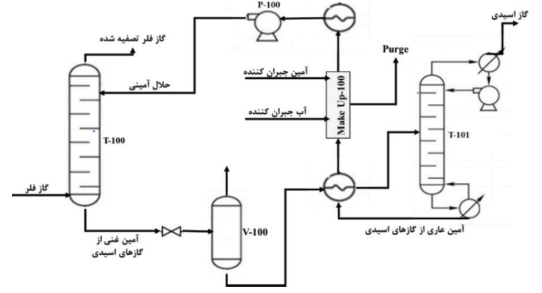 P-100
گاز اسیدی
گاز فلر تصفیه شده
Purge
آمین جبران کننده
حلال آمینی
Make Up-100
آب جبران کننده
T-100
T-101
گاز فلر
V-100
آمین غنی از
گازهای اسیدی
آمین عاری از گازهای اسیدی